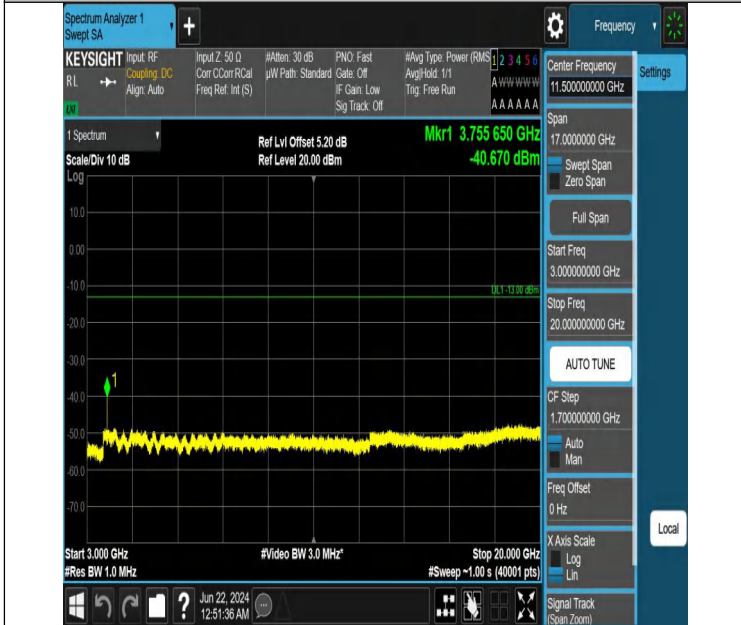 Spectrum Analyzer 1
Swept SA
+
Frequency
KEYSIGHT
RL
Input: RF
Coupling: DC
Align: Auto
Input Z: 50 Ω
Corr CCorr RCal
Freq Ref: Int (S)
#Atten: 30 dB
µW Path: Standard
PNO: Fast
Gate: Off
IF Gain: Low
Sig Track: Off
#Avg Type: Power (RMS
Avg|Hold: 1/1
Trig: Free Run
1 2 3 4 5 6
A W W W W W
A A A A A A
1 Spectrum
Scale/Div 10 dB
Log
Ref Lvl Offset 5.20 dB
Ref Level 20.00 dBm
Mkr1 3.755 650 GHz
-40.670 dBm
10.0
0.00
-10.0
DL1 -13.00 dBm
-20.0
-30.0
1
-40.0
-50.0
-60.0
-70.0
Start 3.000 GHz
#Res BW 1.0 MHz
#Video BW 3.0 MHz*
Stop 20.000 GHz
#Sweep ~1.00 s (40001 pts)
?
Jun 22, 2024
12:51:36 AM
Center Frequency
11.500000000 GHz
Settings
Span
17.0000000 GHz
Swept Span
Zero Span
Full Span
Start Freq
3.000000000 GHz
Stop Freq
20.000000000 GHz
AUTO TUNE
CF Step
1.700000000 GHz
Auto
Man
Freq Offset
0 Hz
X Axis Scale
Log
Lin
Local
Signal Track
(Span Zoom)